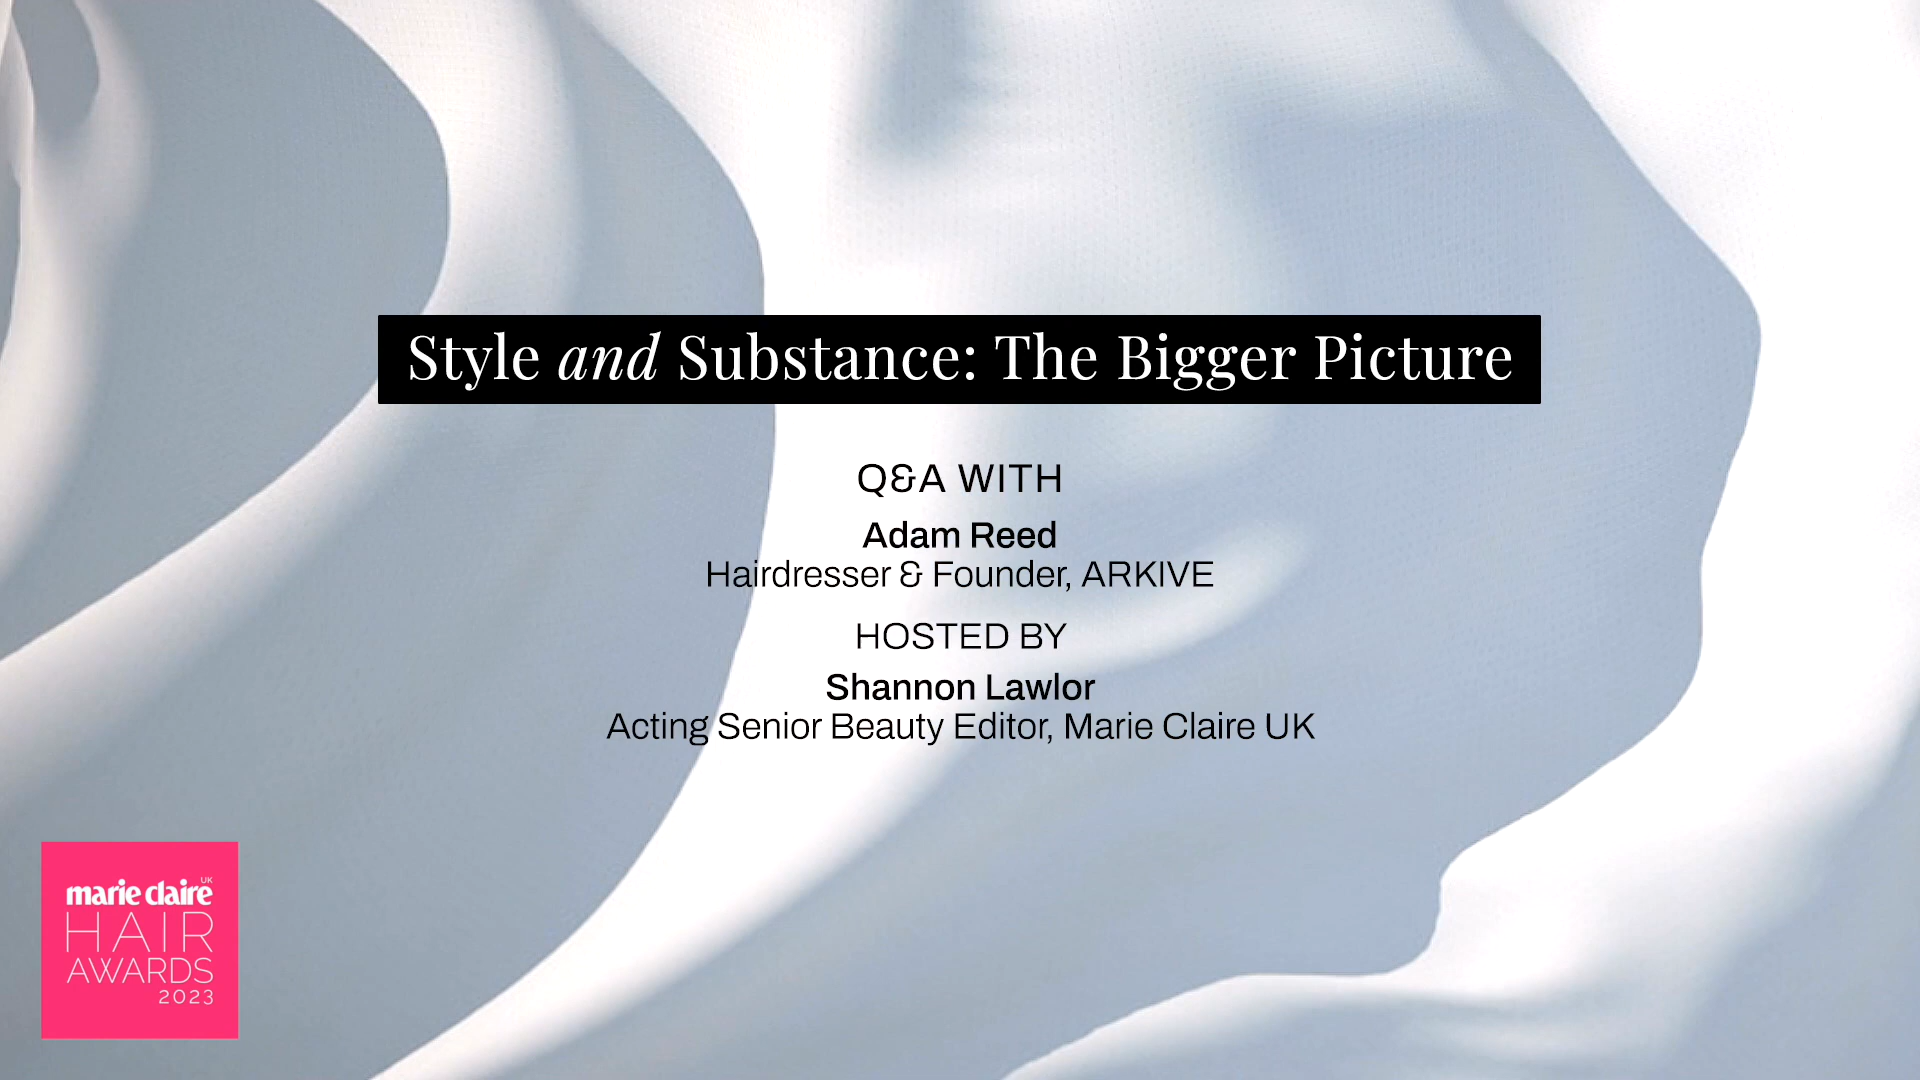 Style and Substance: The Bigger Picture
Q&A WITH
Adam Reed
Hairdresser & Founder, ARKIVE
HOSTED BY
Shannon Lawlor
Acting Senior Beauty Editor, Marie Claire UK
marie claire UK
HAIR
AWARDS
2023